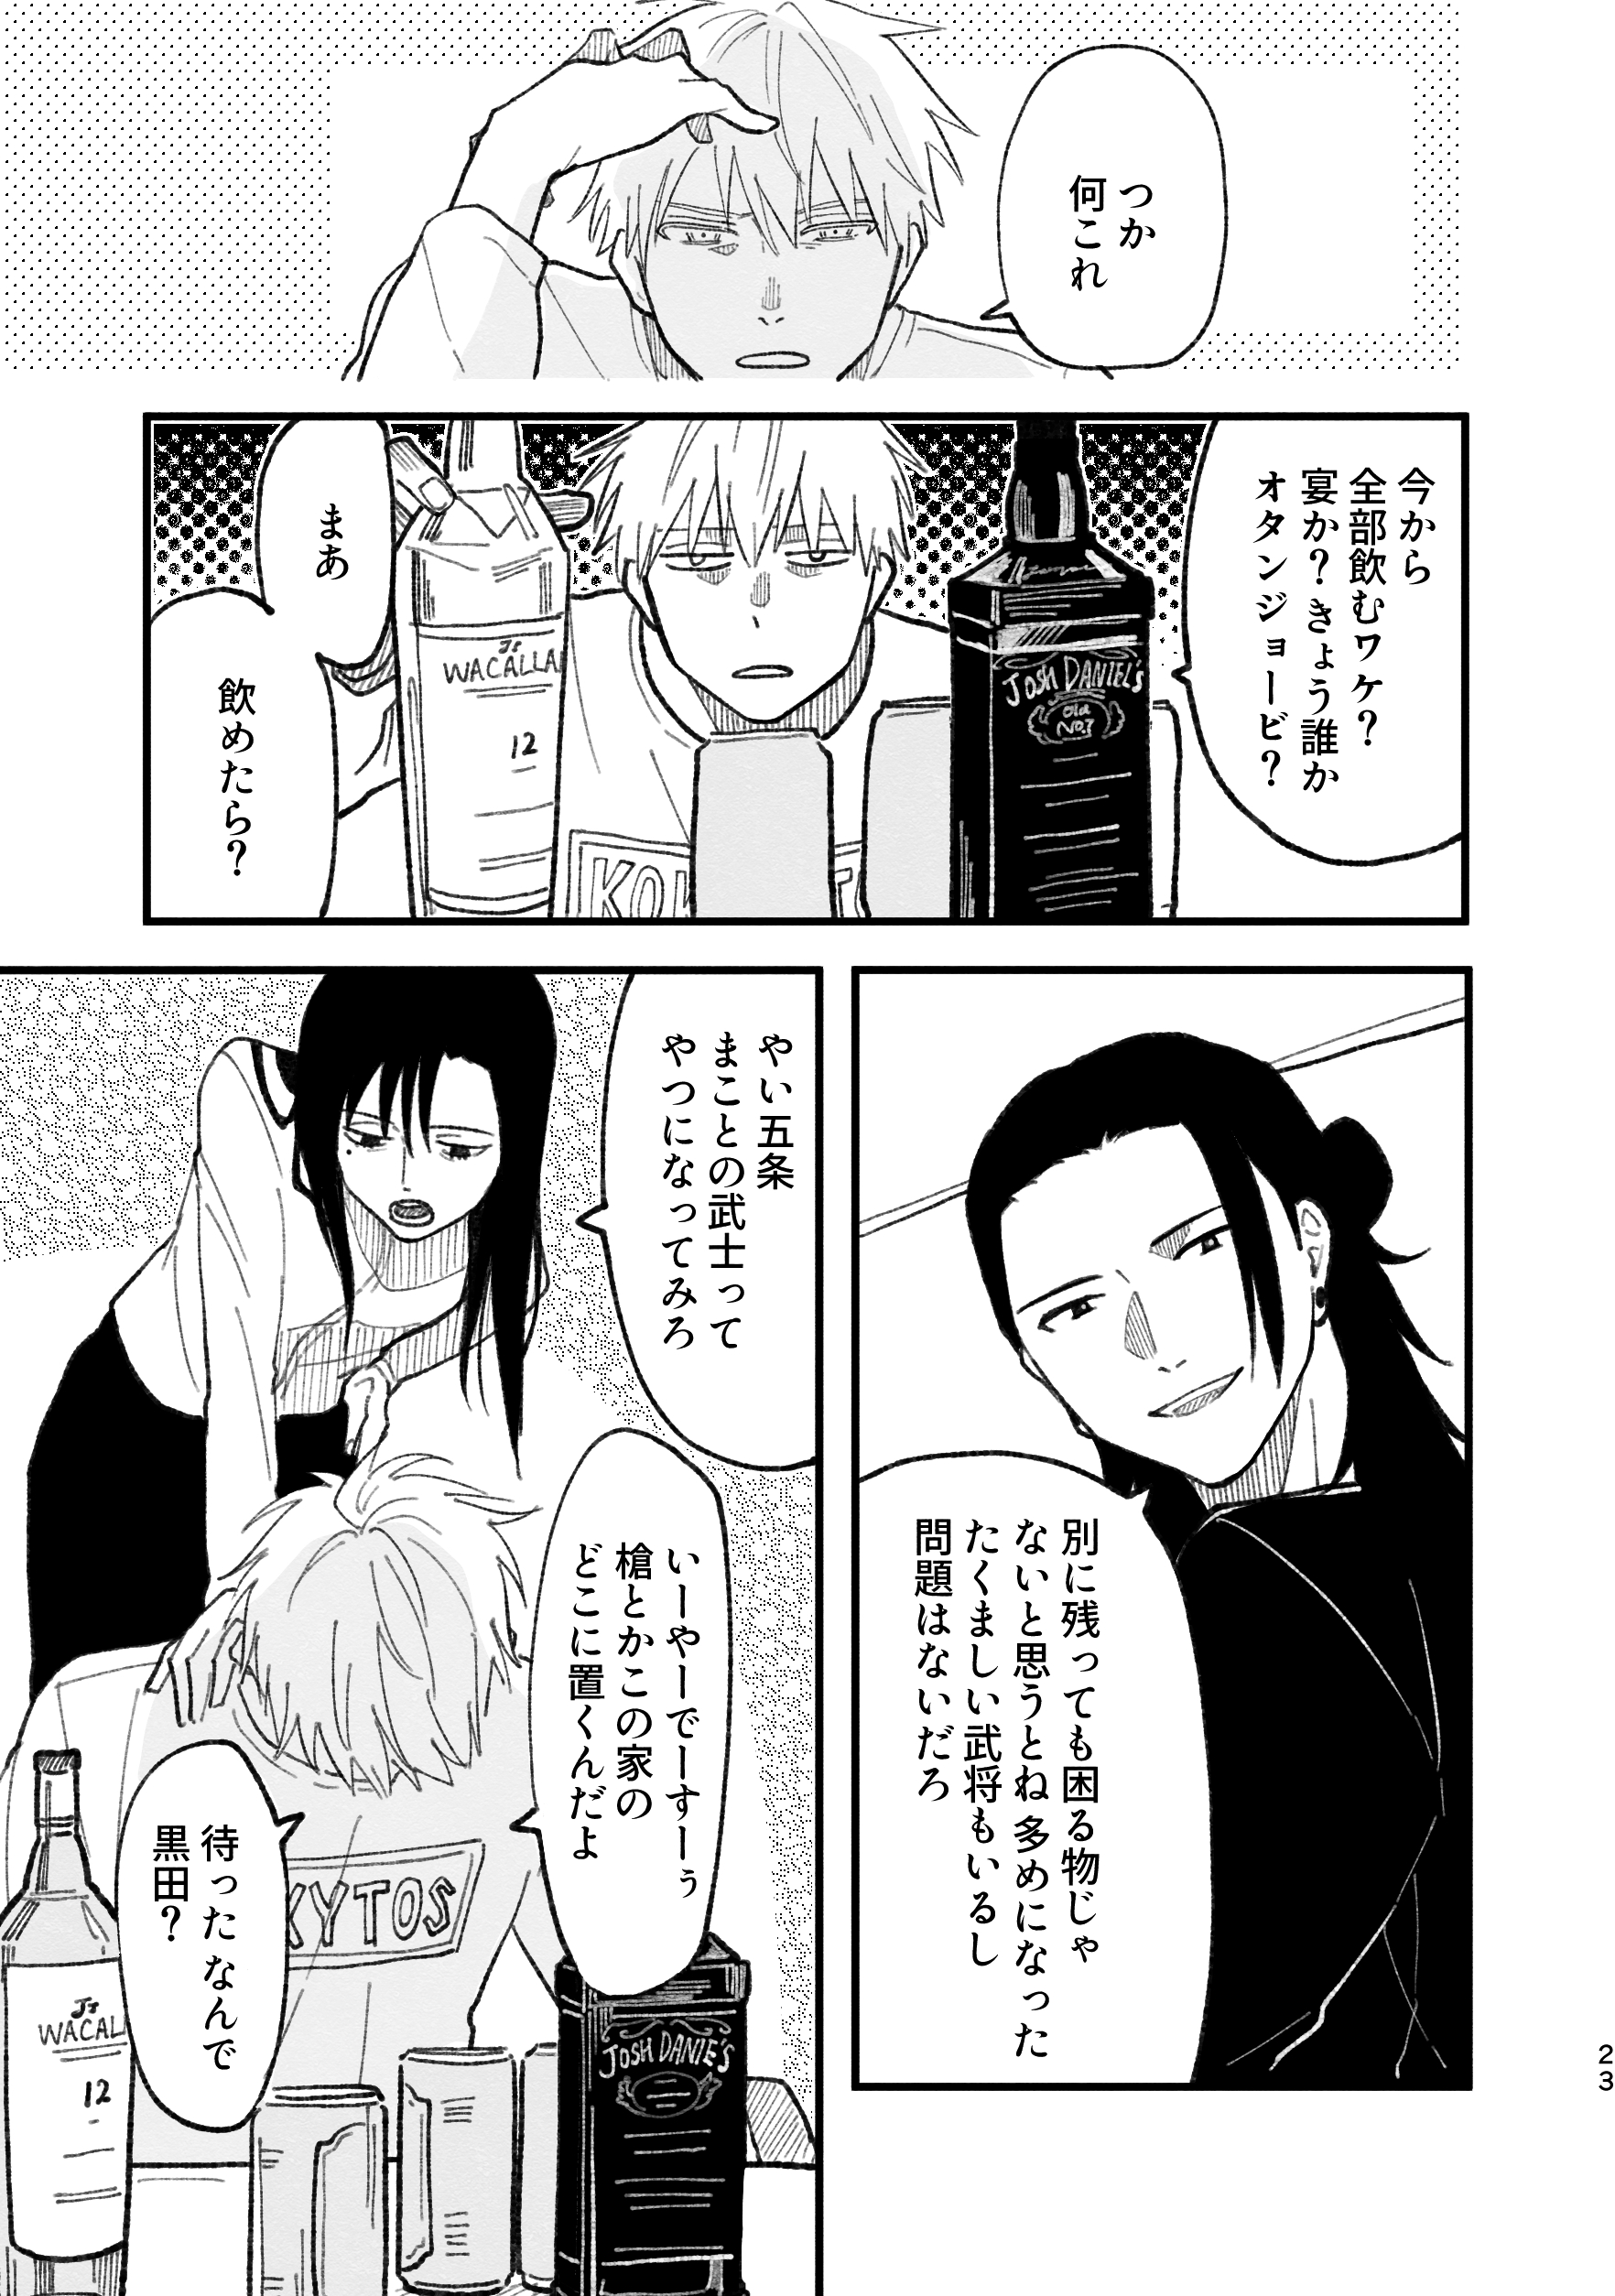 つか
何これ
今から
全部飲むワケ？
宴か？きょう誰か
オタンジョービ？
まあ
飲めたら？
J's
WACALLA
12
JOSH DANIEL'S
Old
No.7
別に残っても困る物じゃ
ないと思うとね 多めになった
たくましい武将もいるし
問題はないだろ
やい五条
まことの武士って
やつになってみろ
いーやーでーすーぅ
槍とかこの家の
どこに置くんだよ
待った なんで
黒田？
KYTOS
J's
WACAL
12
JOSH DANIE'S
23